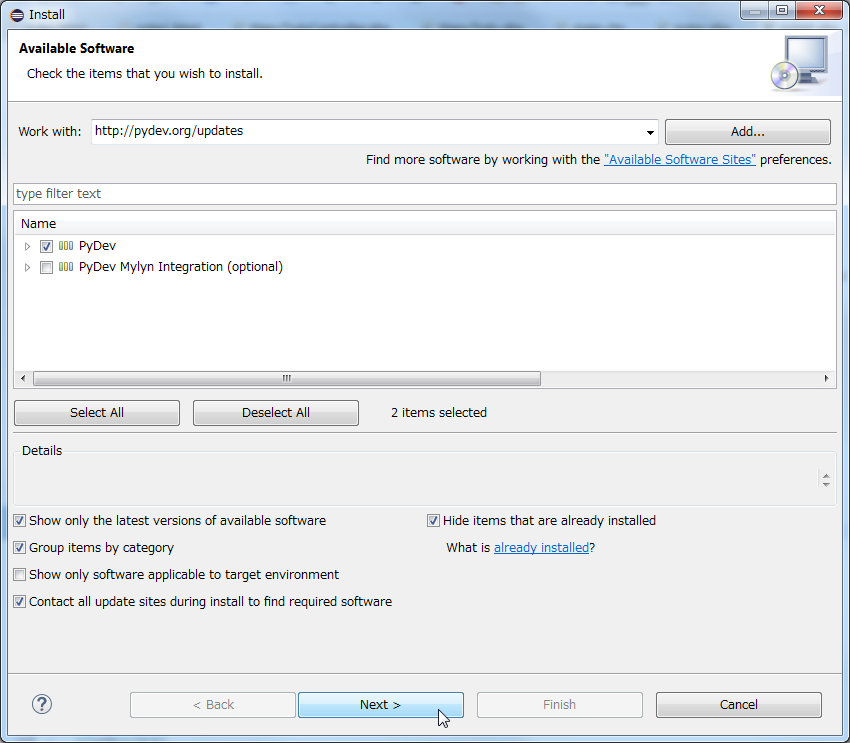 Install
Available Software
Check the items that you wish to install.
Work with: http://pydev.org/updates Add...
Find more software by working with the "Available Software Sites" preferences.
type filter text
Name
PyDev
PyDev Mylyn Integration (optional)
Select All Deselect All 2 items selected
Details
Show only the latest versions of available software Hide items that are already installed
Group items by category What is already installed?
Show only software applicable to target environment
Contact all update sites during install to find required software
? < Back Next > Finish Cancel